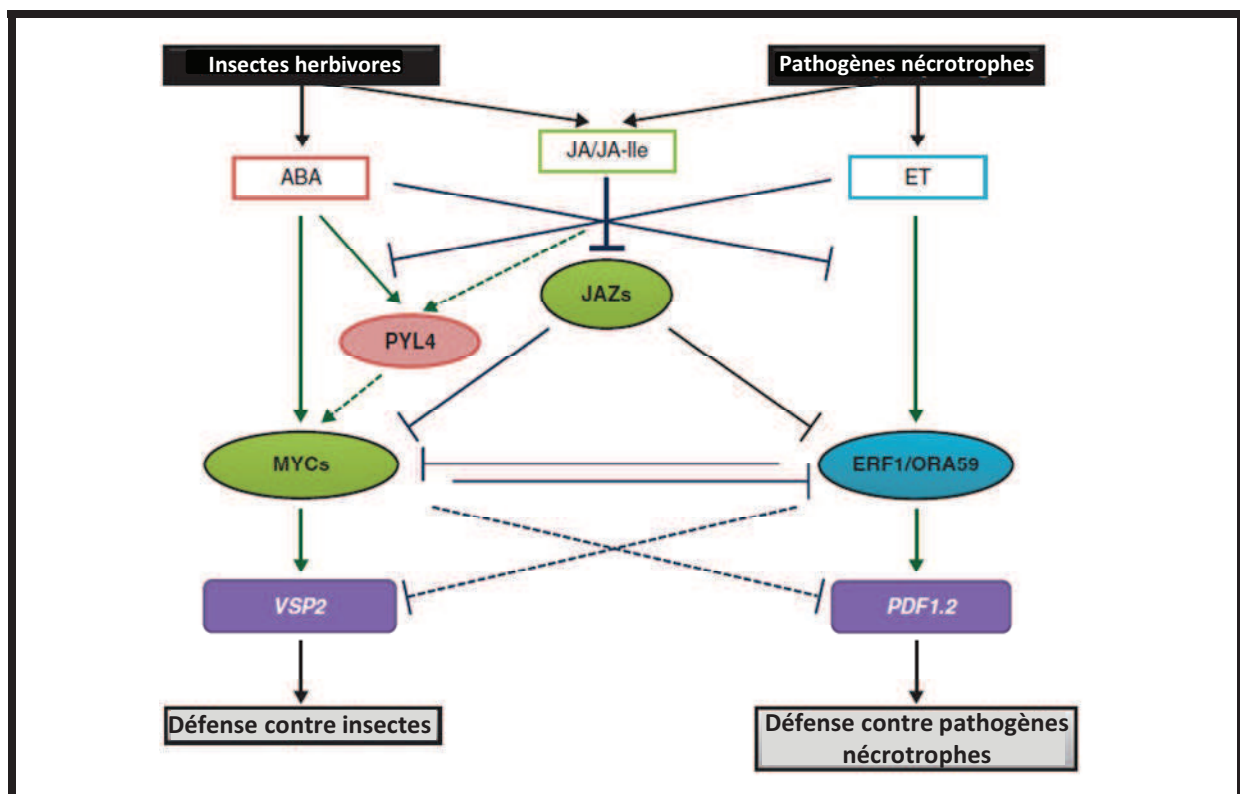 Insectes herbivores
Pathogènes nécrotrophes
JA/JA-Ile
ABA
ET
JAZs
PYL4
MYCs
ERF1/ORA59
VSP2
PDF1.2
Défense contre insectes
Défense contre pathogènes
nécrotrophes